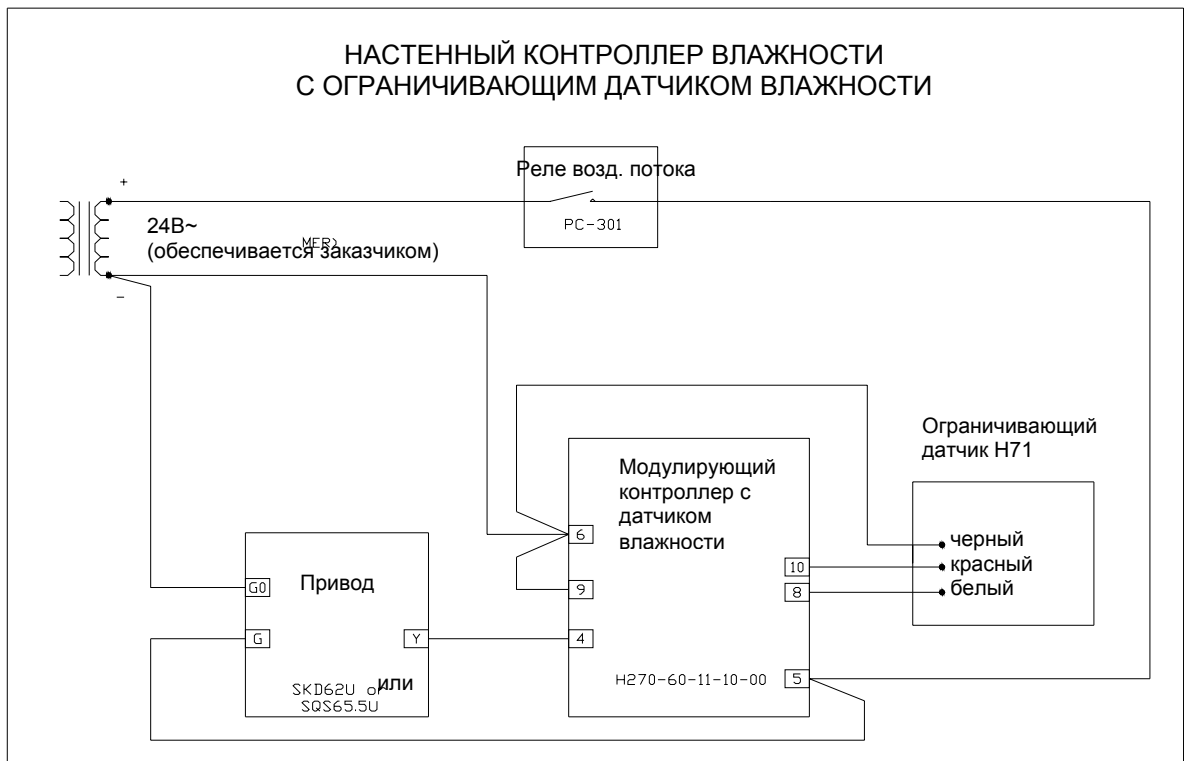 НАСТЕННЫЙ КОНТРОЛЛЕР ВЛАЖНОСТИ
С ОГРАНИЧИВАЮЩИМ ДАТЧИКОМ ВЛАЖНОСТИ
Реле возд. потока
PC-301
+
24В~
MER)
(обеспечивается заказчиком)
–
Ограничивающий
датчик H71
Модулирующий
контроллер с
датчиком
влажности
6
9
4
10
8
5
H270-60-11-10-00
черный
красный
белый
Привод
G0
G
Y
SKD62U or
или
SQS65.5U